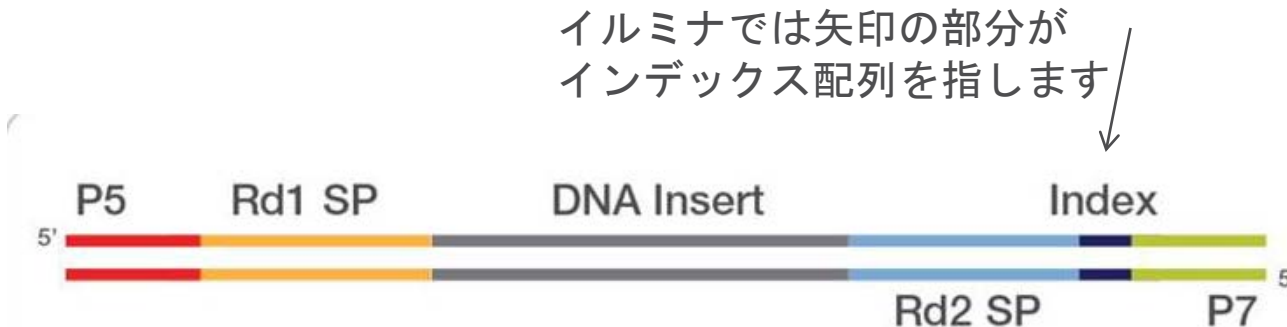 イルミナでは矢印の部分が
インデックス配列を指します
P5 Rd1 SP DNA Insert Index
5'
5
Rd2 SP P7